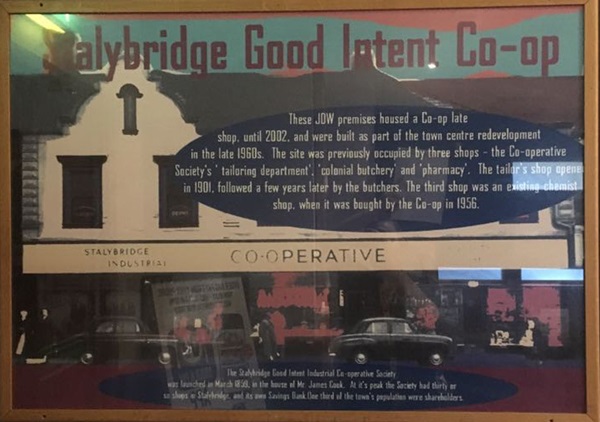 Stalybridge Good Intent Co-op
These JDW premises housed a Co-op late
shop, until 2002, and were built as part of the town centre redevelopment
in the late 1960s. The site was previously occupied by three shops - the Co-operative
Society's ' tailoring department', 'colonial butchery' and 'pharmacy'. The tailor's shop opened
in 1901, followed a few years later by the butchers. The third shop was an existing chemist
shop, when it was bought by the Co-op in 1956.
STALYBRIDGE
INDUSTRIAL
CO-OPERATIVE
The Stalybridge Good Intent Industrial Co-operative Society
was launched in March 1859, in the house of Mr. James Cook. At it's peak the Society had thirty or
so shops in Stalybridge, and its own Savings Bank.One third of the town's population were shareholders.